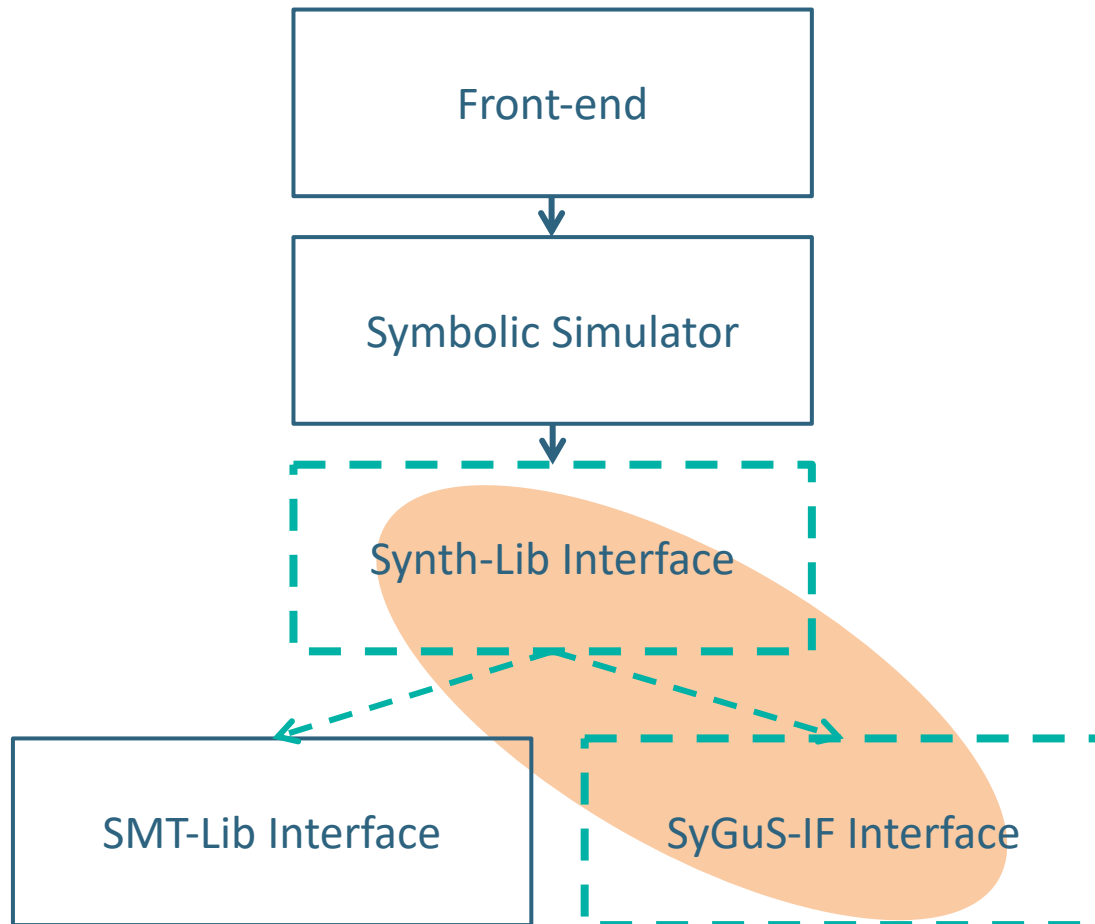 Front-end
Symbolic Simulator
Synth-Lib Interface
SMT-Lib Interface
SyGuS-IF Interface